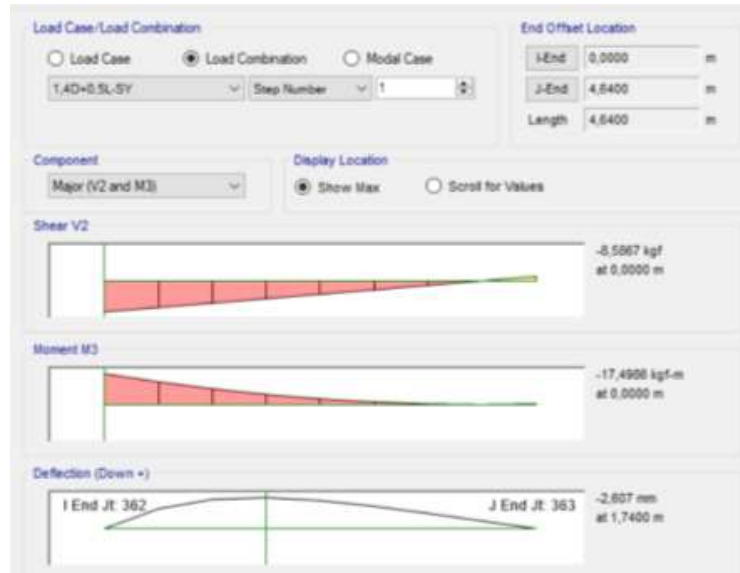 Load Case/Load Combination
Load Case
Load Combination
Modal Case
1,4D+0.5L-SY
Step Number
1
End Offset Location
I-End
0,0000
m
J-End
4,6400
m
Length
4,6400
m
Component
Major (V2 and M3)
Display Location
Show Max
Scroll for Values
Shear V2
-8,5867 kgf
at 0,0000 m
Moment M3
-17,4986 kgf-m
at 0,0000 m
Deflection (Down +)
I End Jt: 362
J End Jt: 363
-2,607 mm
at 1,7400 m